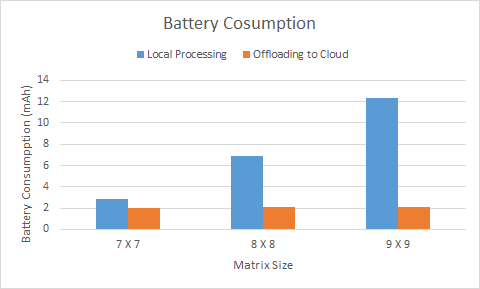 Battery Cosumption
Local Processing Offloading to Cloud
Battery Consumpption (mAh)
14
12
10
8
6
4
2
0
7 X 7 8 X 8 9 X 9
Matrix Size